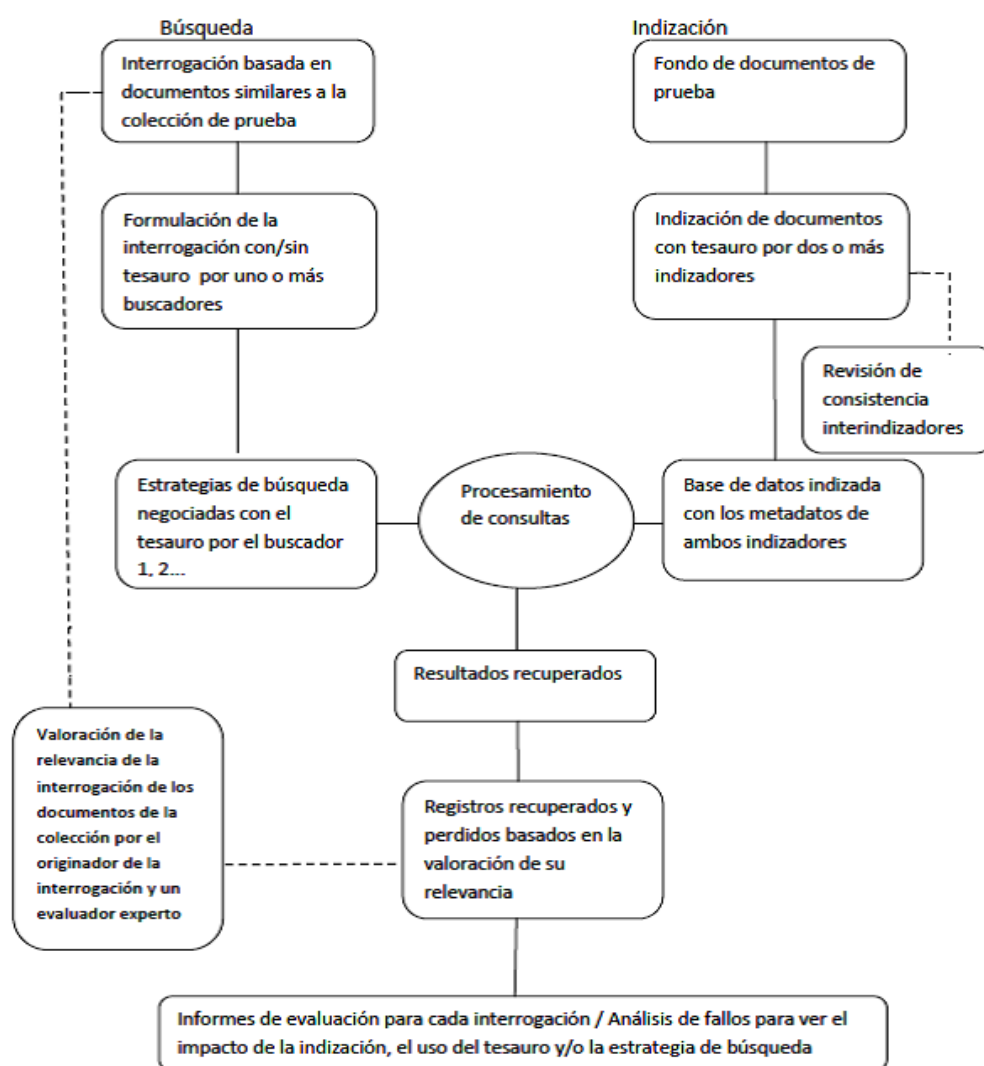 Búsqueda
Interrogación basada en
documentos similares a la
colección de prueba
Formulación de la
interrogación con/sin
tesauro por uno o más
buscadores
Estrategias de búsqueda
negociadas con el
tesauro por el buscador
1, 2...
Indización
Fondo de documentos de
prueba
Indización de documentos
con tesauro por dos o más
indizadores
Revisión de
consistencia
interindizadores
Base de datos indizada
con los metadatos de
ambos indizadores
Procesamiento
de consultas
Resultados recuperados
Valoración de la
relevancia de la
interrogación de los
documentos de la
colección por el
originador de la
interrogación y un
evaluador experto
Registros recuperados y
perdidos basados en la
valoración de su
relevancia
Informes de evaluación para cada interrogación / Análisis de fallos para ver el
impacto de la indización, el uso del tesauro y/o la estrategia de búsqueda